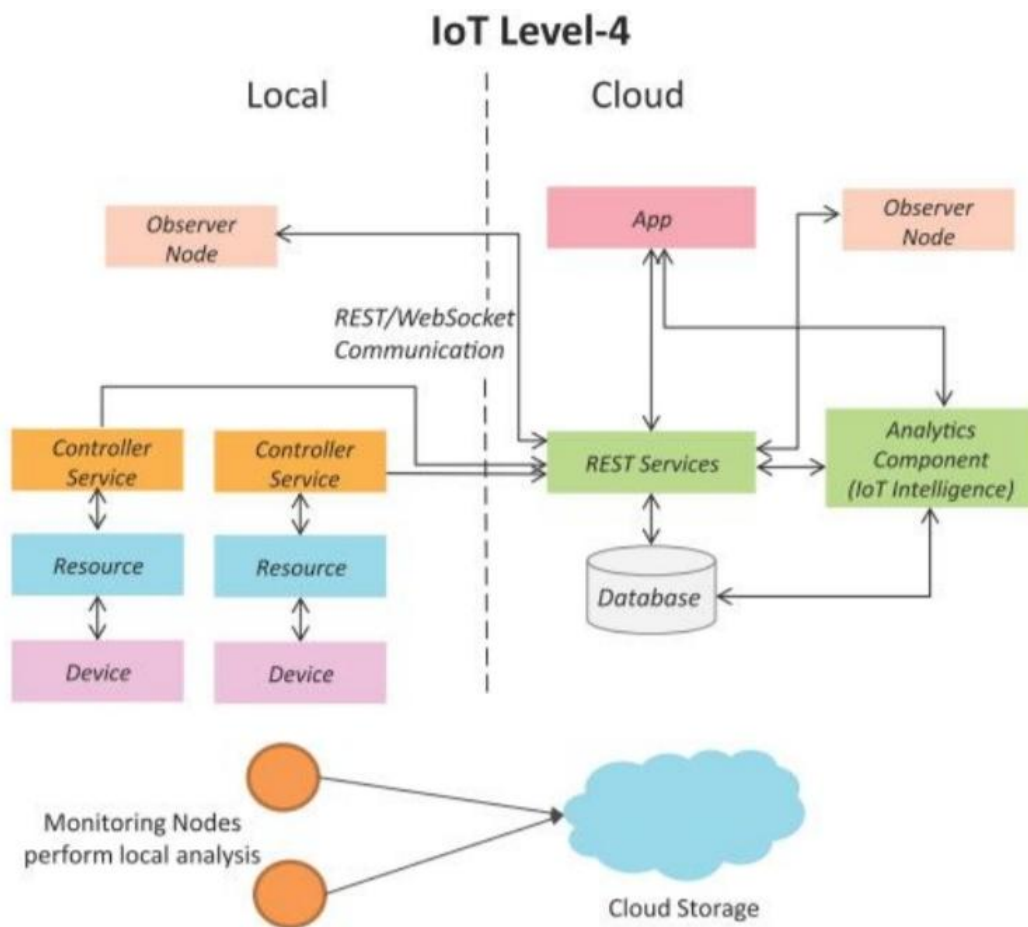 IoT Level-4
Local
Cloud
Observer
Node
App
Observer
Node
REST/WebSocket
Communication
Controller
Service
Controller
Service
REST Services
Analytics
Component
(IoT Intelligence)
Resource
Resource
Database
Device
Device
Monitoring Nodes
perform local analysis
Cloud Storage